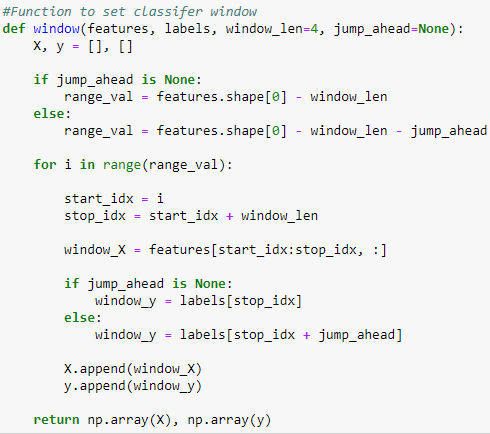 #Function to set classifer window
def window(features, labels, window_len=4, jump_ahead=None):
    X, y = [], []

    if jump_ahead is None:
        range_val = features.shape[0] - window_len
    else:
        range_val = features.shape[0] - window_len - jump_ahead

    for i in range(range_val):

        start_idx = i
        stop_idx = start_idx + window_len

        window_X = features[start_idx:stop_idx, :]

        if jump_ahead is None:
            window_y = labels[stop_idx]
        else:
            window_y = labels[stop_idx + jump_ahead]

        X.append(window_X)
        y.append(window_y)

    return np.array(X), np.array(y)